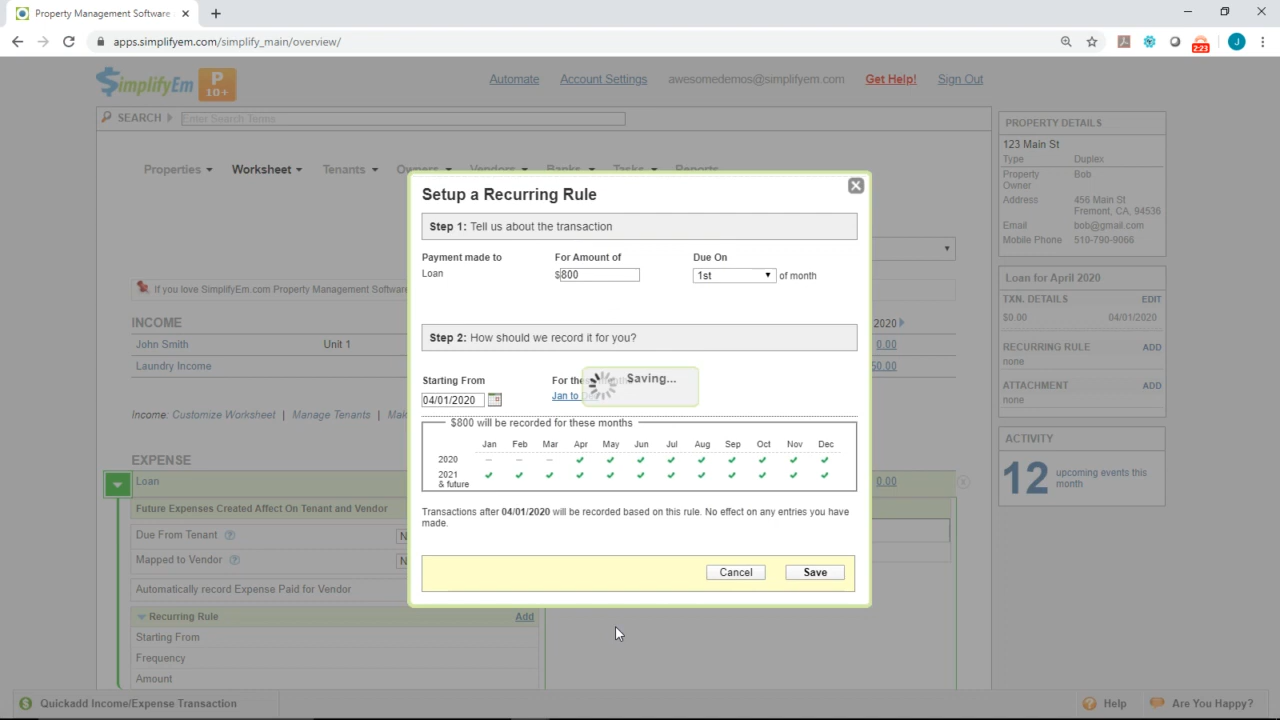 Property Management Software
apps.simplifyem.com/simplify_main/overview/
2:23
J
SimplifyEm
P
10+
Automate
Account Settings
awesomedemos@simplifyem.com
Get Help!
Sign Out
SEARCH
Enter Search Terms
Properties
Worksheet
Tenants
Owners
Vendors
Banks
Tasks
Reports
If you love SimplifyEm.com Property Management Software
INCOME
2020
John Smith
Unit 1
0.00
Laundry Income
50.00
Income: Customize Worksheet | Manage Tenants |
EXPENSE
Loan
0.00
Future Expenses Created Affect On Tenant and Vendor
Due From Tenant
Mapped to Vendor
Automatically record Expense Paid for Vendor
Recurring Rule
Add
Starting From
Frequency
Amount
Setup a Recurring Rule
Step 1: Tell us about the transaction
Payment made to
For Amount of
Due On
Loan
$800
1st
of month
Step 2: How should we record it for you?
Starting From
For
04/01/2020
Jan to
Saving...
$800 will be recorded for these months
Jan Feb Mar Apr May Jun Jul Aug Sep Oct Nov Dec
2020
2021
& future
Transactions after 04/01/2020 will be recorded based on this rule. No effect on any entries you have
made.
Cancel
Save
PROPERTY DETAILS
123 Main St
Type
Duplex
Property
Owner
Bob
Address
456 Main St
Fremont, CA, 94536
Email
bob@gmail.com
Mobile Phone
510-790-9066
Loan for April 2020
TXN. DETAILS
EDIT
$0.00
04/01/2020
RECURRING RULE
ADD
none
ATTACHMENT
ADD
none
ACTIVITY
12
upcoming events this
month
Quickadd Income/Expense Transaction
Help
Are You Happy?